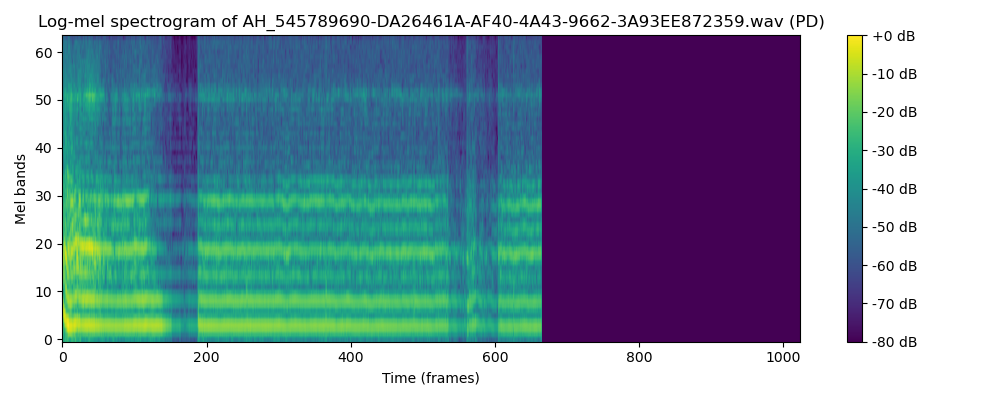 Log-mel spectrogram of AH_545789690-DA26461A-AF40-4A43-9662-3A93EE872359.wav (PD)
60
50
40
30
20
10
0
Mel bands
0 200 400 600 800 1000
Time (frames)
+0 dB
-10 dB
-20 dB
-30 dB
-40 dB
-50 dB
-60 dB
-70 dB
-80 dB